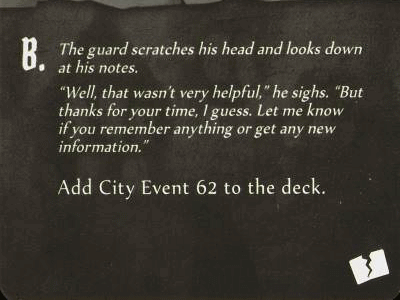 B. The guard scratches his head and looks down
at his notes.
“Well, that wasn’t very helpful,” he sighs. “But
thanks for your time, I guess. Let me know
if you remember anything or get any new
information.”
Add City Event 62 to the deck.